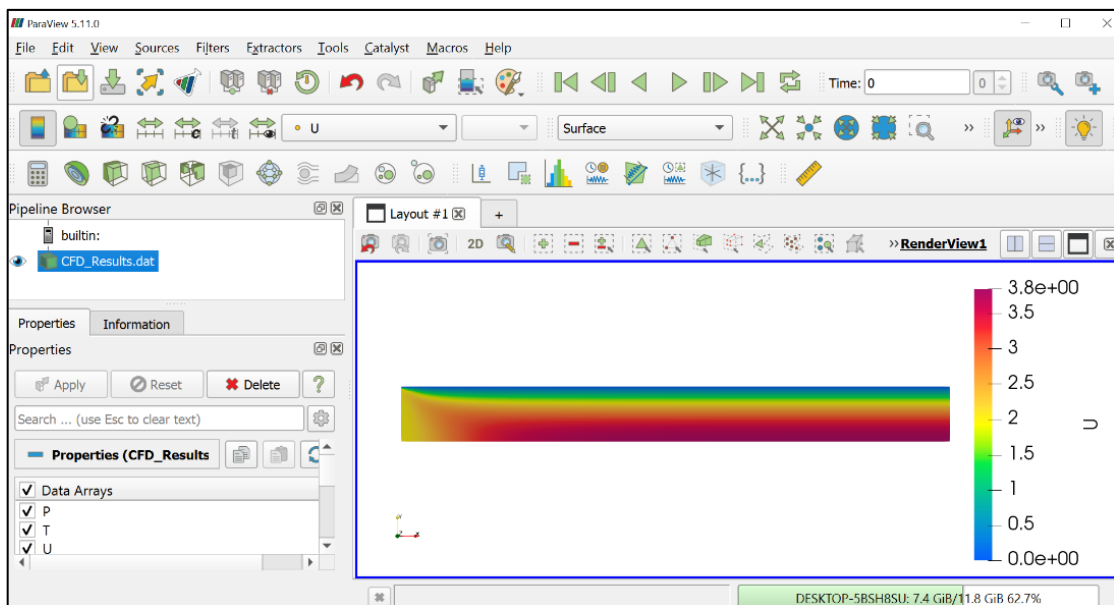 ParaView 5.11.0
File Edit View Sources Filters Extractors Tools Catalyst Macros Help
Time: 0 0
U Surface »  »
{...}
Pipeline Browser
builtin:
CFD_Results.dat
Layout #1 +
2D »RenderView1
Properties Information
Properties
Apply Reset Delete ?
Search ... (use Esc to clear text)
Properties (CFD_Results
Data Arrays
P
T
U
3.8e+00
3.5
3
2.5
2
1.5
1
0.5
0.0e+00
U
DESKTOP-5BSH8SU: 7.4 GiB/11.8 GiB 62.7%